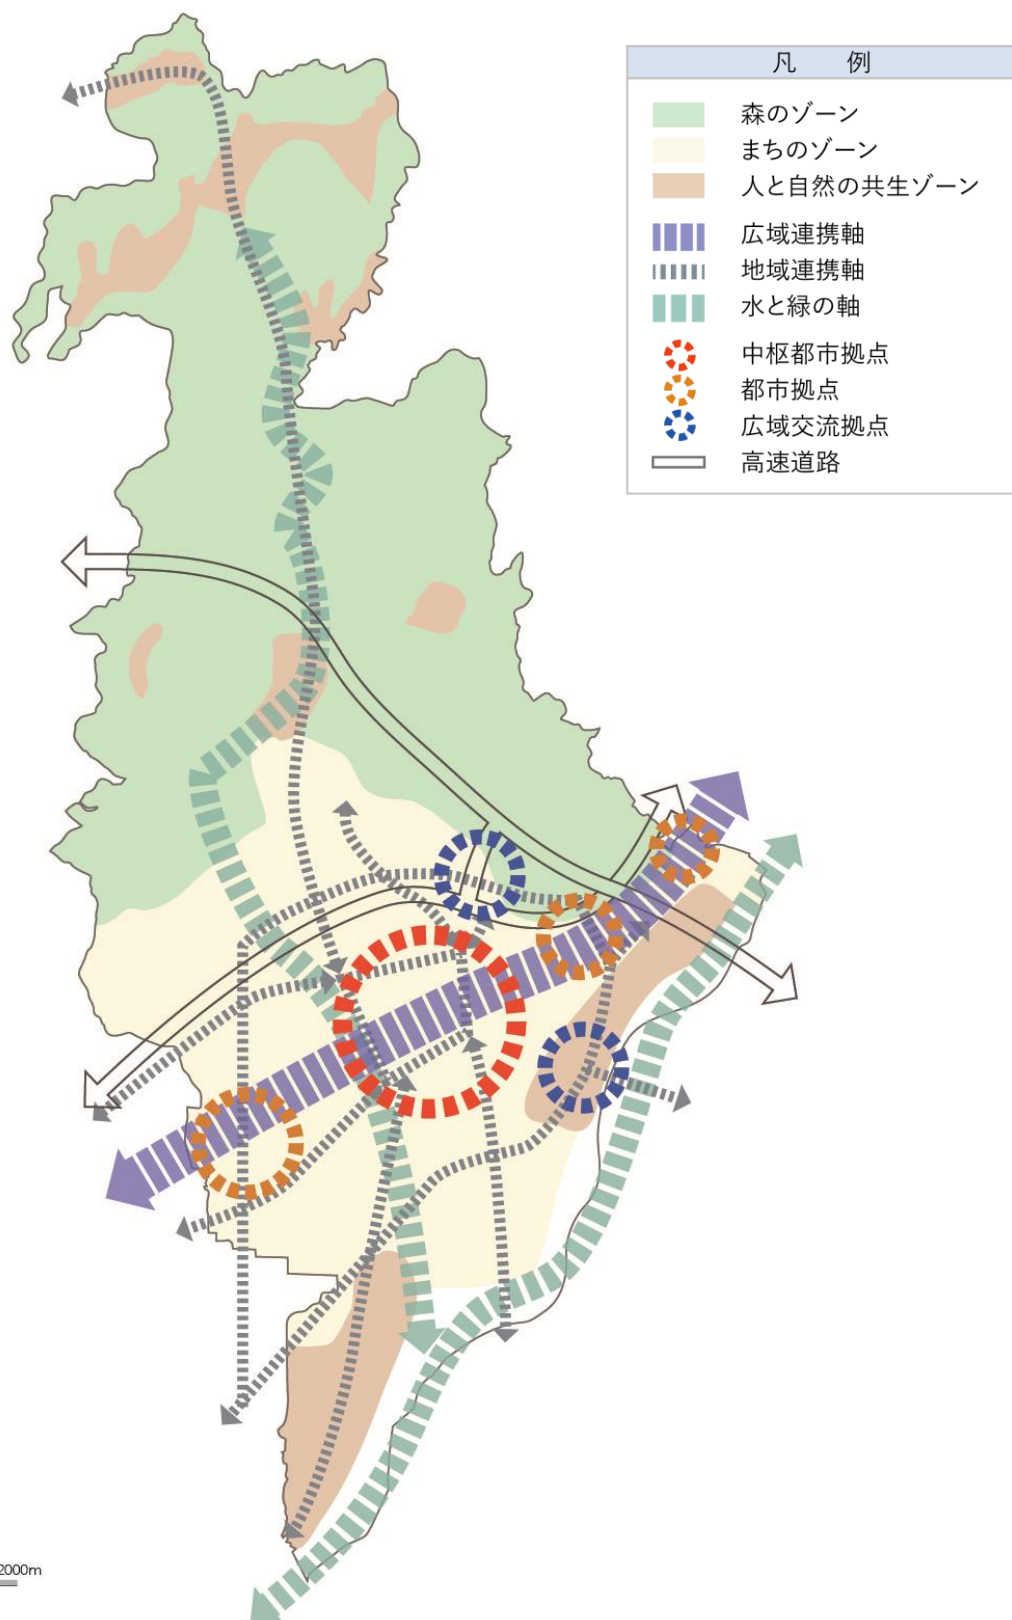 凡 例
森のゾーン
まちのゾーン
人と自然の共生ゾーン
広域連携軸
地域連携軸
水と緑の軸
中枢都市拠点
都市拠点
広域交流拠点
高速道路
2000m